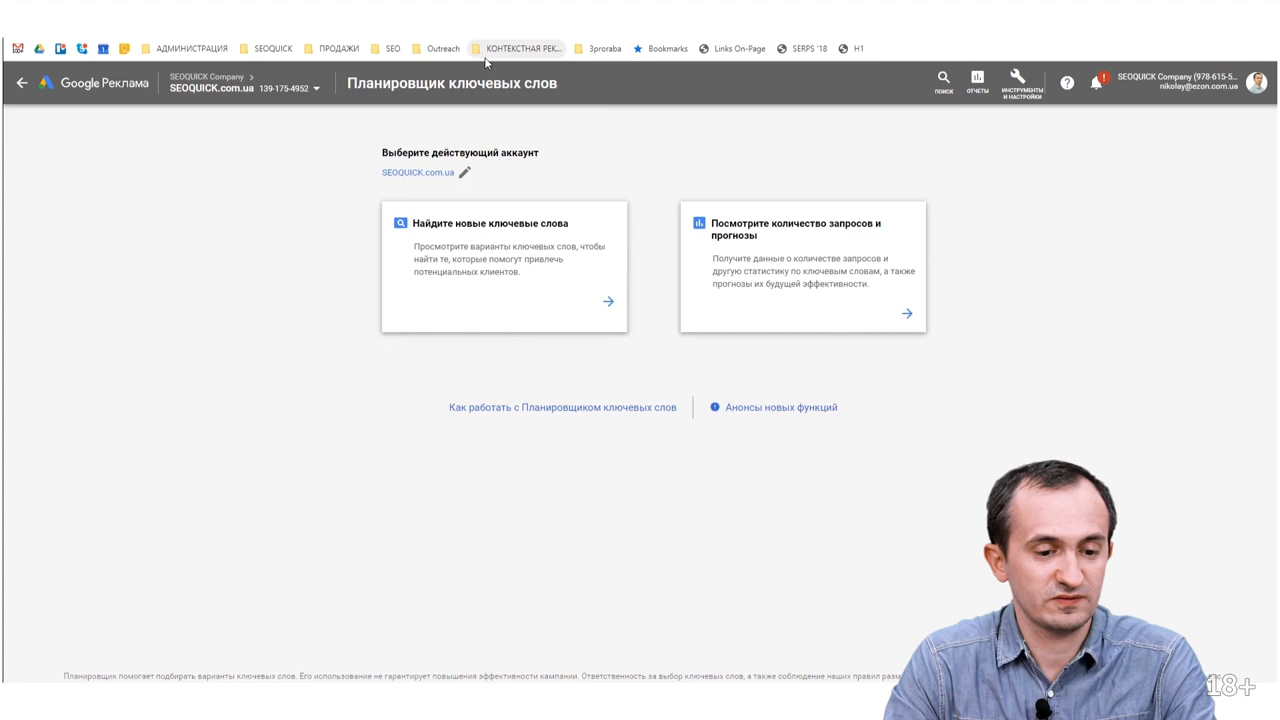 100+
1
АДМИНИСТРАЦИЯ
SEOQUICK
ПРОДАЖИ
SEO
Outreach
КОНТЕКСТНАЯ РЕК...
3proraba
Bookmarks
Links On-Page
SERPS '18
H1
Google Реклама
SEOQUICK Company >
SEOQUICK.com.ua 139-175-4952
Планировщик ключевых слов
ПОИСК
ОТЧЕТЫ
ИНСТРУМЕНТЫ
И НАСТРОЙКИ
?
!
SEOQUICK Company (978-615-5...
nikolay@ezon.com.ua
Выберите действующий аккаунт
SEOQUICK.com.ua
Найдите новые ключевые слова
Просмотрите варианты ключевых слов, чтобы
найти те, которые помогут привлечь
потенциальных клиентов.
Посмотрите количество запросов и
прогнозы
Получите данные о количестве запросов и
другую статистику по ключевым словам, а также
прогнозы их будущей эффективности.
Как работать с Планировщиком ключевых слов
Анонсы новых функций
Планировщик помогает подбирать варианты ключевых слов. Его использование не гарантирует повышения эффективности кампании. Ответственность за выбор ключевых слов, а также соблюдение наших правил разм
18+